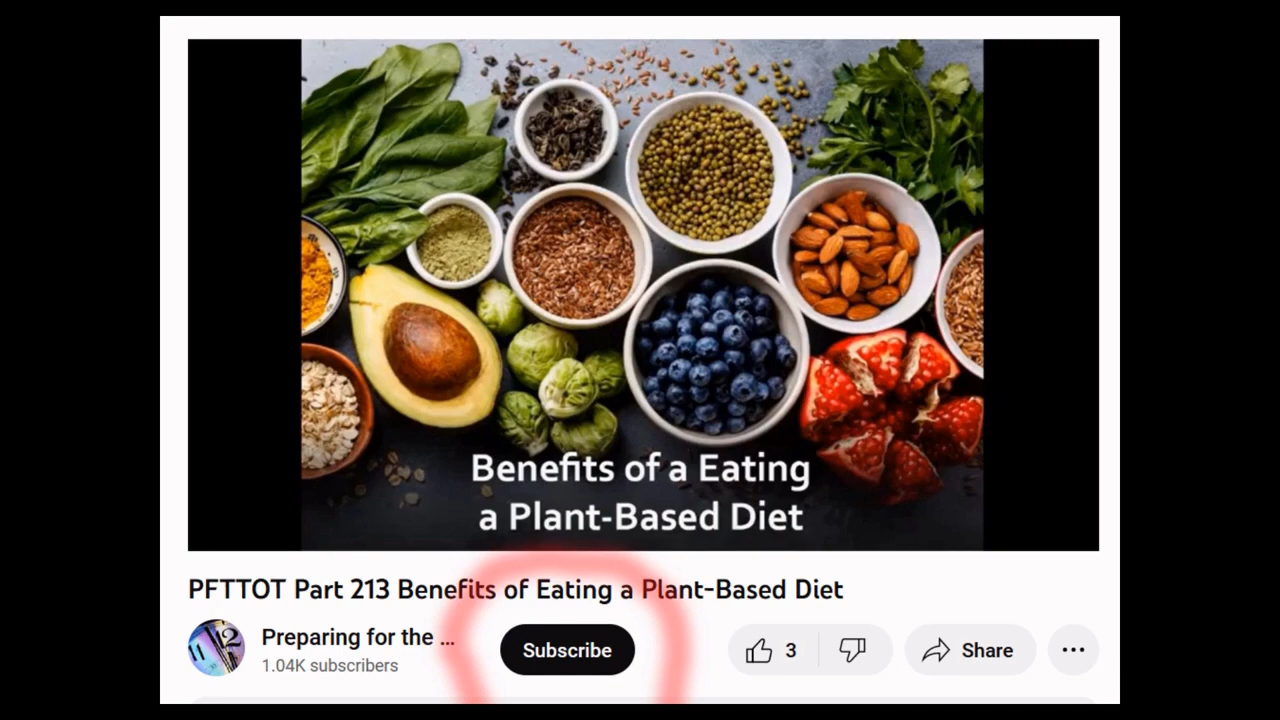 Benefits of a Eating
a Plant-Based Diet
PFTTOT Part 213 Benefits of Eating a Plant-Based Diet
Preparing for the ...
1.04K subscribers
Subscribe
3
Share